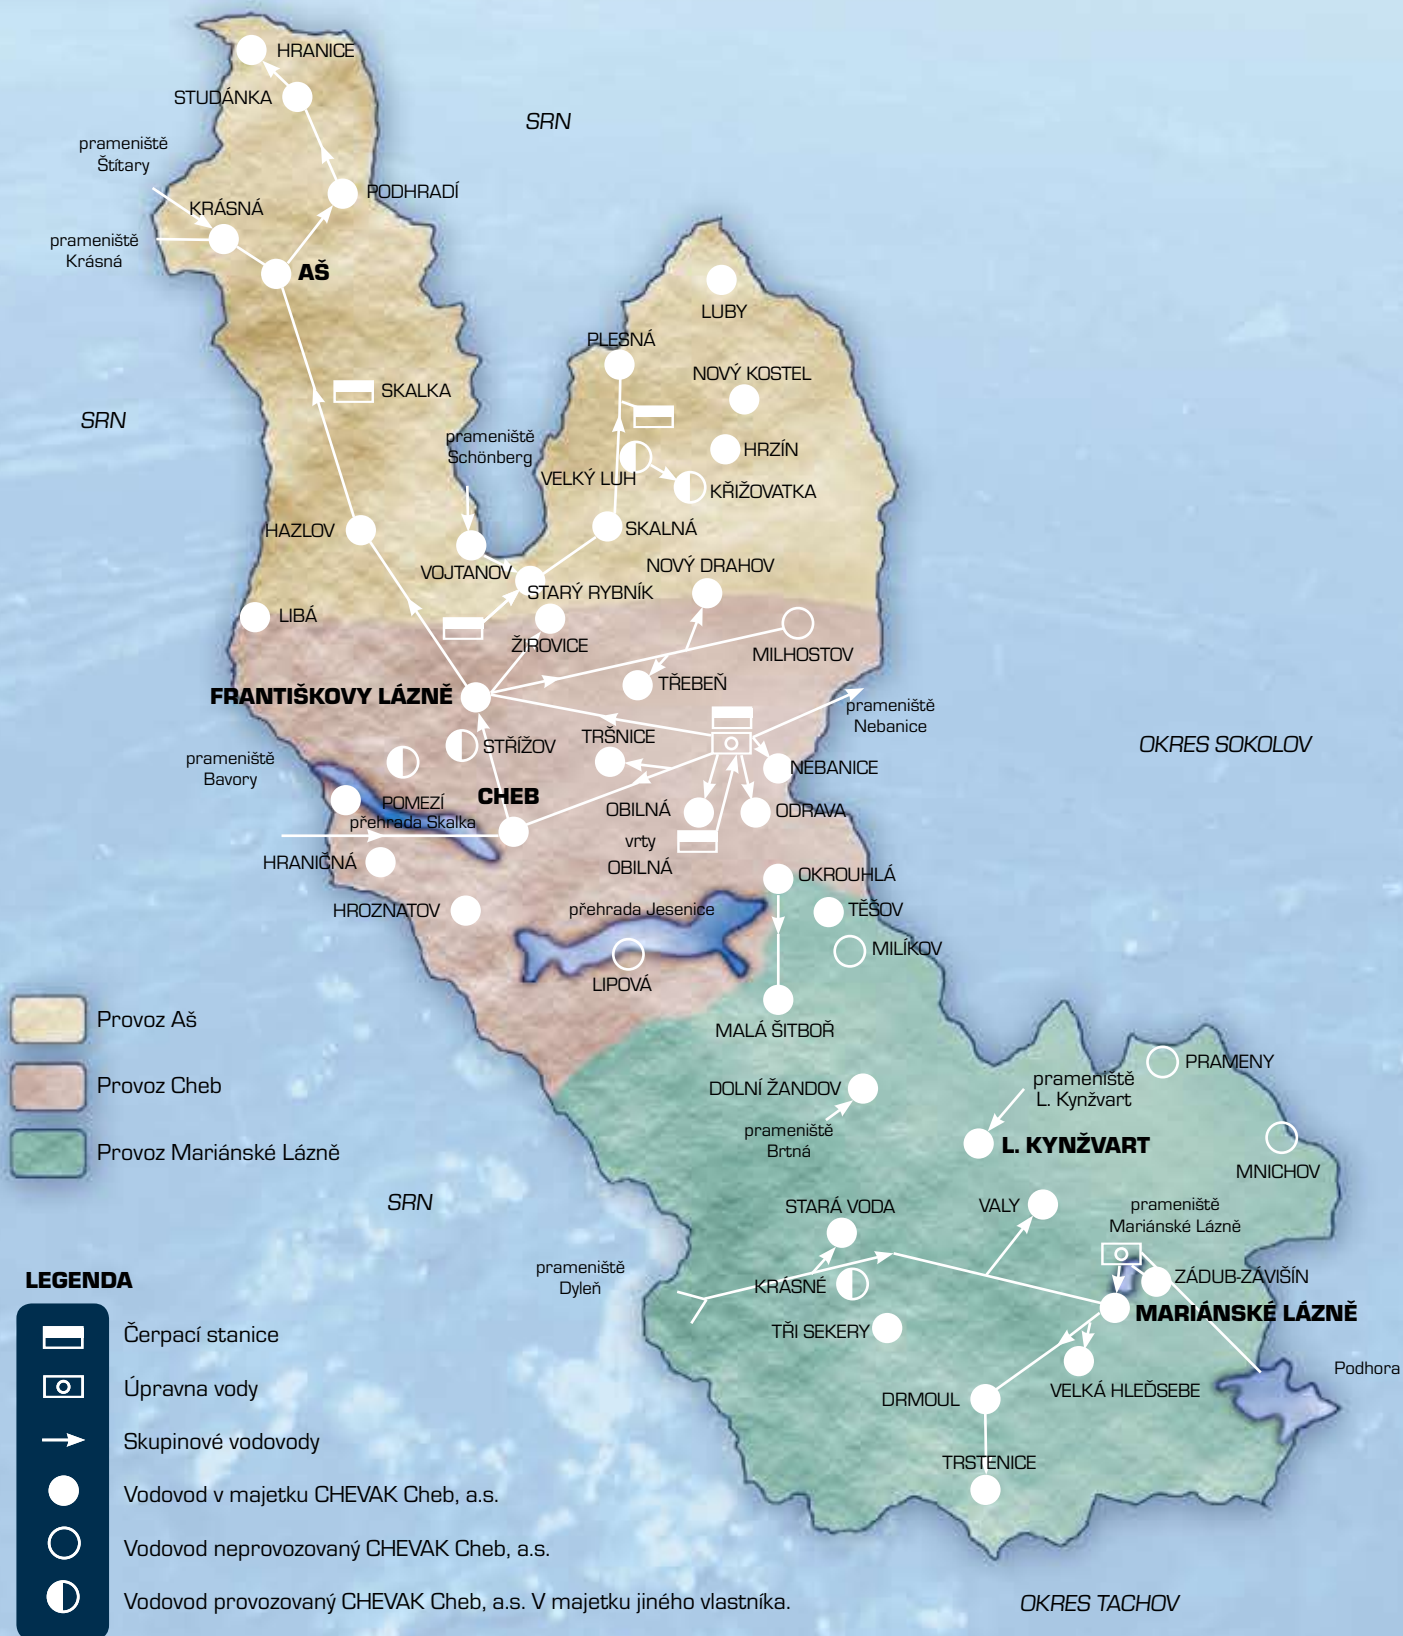 HRANICE
STUDÁNKA
SRN
prameniště
Štítary
PODHRADÍ
KRÁSNÁ
prameniště
Krásná
AŠ
LUBY
PLESNÁ
NOVÝ KOSTEL
SKALKA
SRN
prameniště
Schönberg
HRZÍN
VELKÝ LUH
KŘIŽOVATKA
HAZLOV
SKALNÁ
VOJTANOV
NOVÝ DRAHOV
STARÝ RYBNÍK
LIBÁ
ŽIROVICE
MILHOSTOV
FRANTIŠKOVY LÁZNĚ
TŘEBEŇ
prameniště
Nebanice
STŘÍŽOV
TRŠNICE
OKRES SOKOLOV
prameniště
Bavory
NEBANICE
POMEZÍ
CHEB
přehrada Skalka
OBILNÁ
ODRAVA
vrty
OBILNÁ
HRANIČNÁ
OKROUHLÁ
HROZNATOV
přehrada Jesenice
TĚŠOV
MILÍKOV
LIPOVÁ
MALÁ ŠITBOŘ
Provoz Aš
Provoz Cheb
Provoz Mariánské Lázně
PRAMENY
prameniště
L. Kynžvart
DOLNÍ ŽANDOV
prameniště
Brtná
L. KYNŽVART
MNICHOV
SRN
STARÁ VODA
VALY
prameniště
Mariánské Lázně
prameniště
Dyleň
KRÁSNÉ
ZÁDUB-ZÁVIŠÍN
MARIÁNSKÉ LÁZNĚ
TŘI SEKERY
Podhora
VELKÁ HLEĎSEBE
DRMOUL
TRSTENICE
LEGENDA
Čerpací stanice
Úpravna vody
Skupinové vodovody
Vodovod v majetku CHEVAK Cheb, a.s.
Vodovod neprovozovaný CHEVAK Cheb, a.s.
Vodovod provozovaný CHEVAK Cheb, a.s. V majetku jiného vlastníka.
OKRES TACHOV